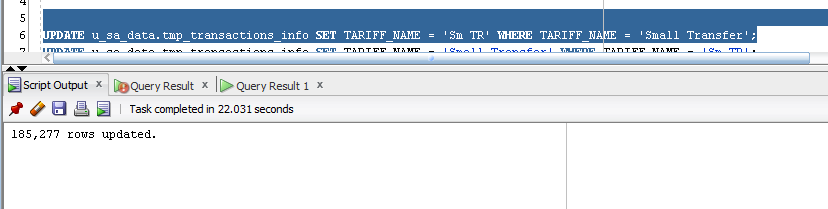 4
5
6 UPDATE u_sa_data.tmp_transactions_info SET TARIFF_NAME = 'Sm TR' WHERE TARIFF_NAME = 'Small Transfer';
7 UPDATE u_sa_data.tmp_transactions_info SET TARIFF_NAME = 'Small Transfer' WHERE TARIFF_NAME = 'Sm TR';
Script Output x Query Result x Query Result 1 x
Task completed in 22.031 seconds
185,277 rows updated.